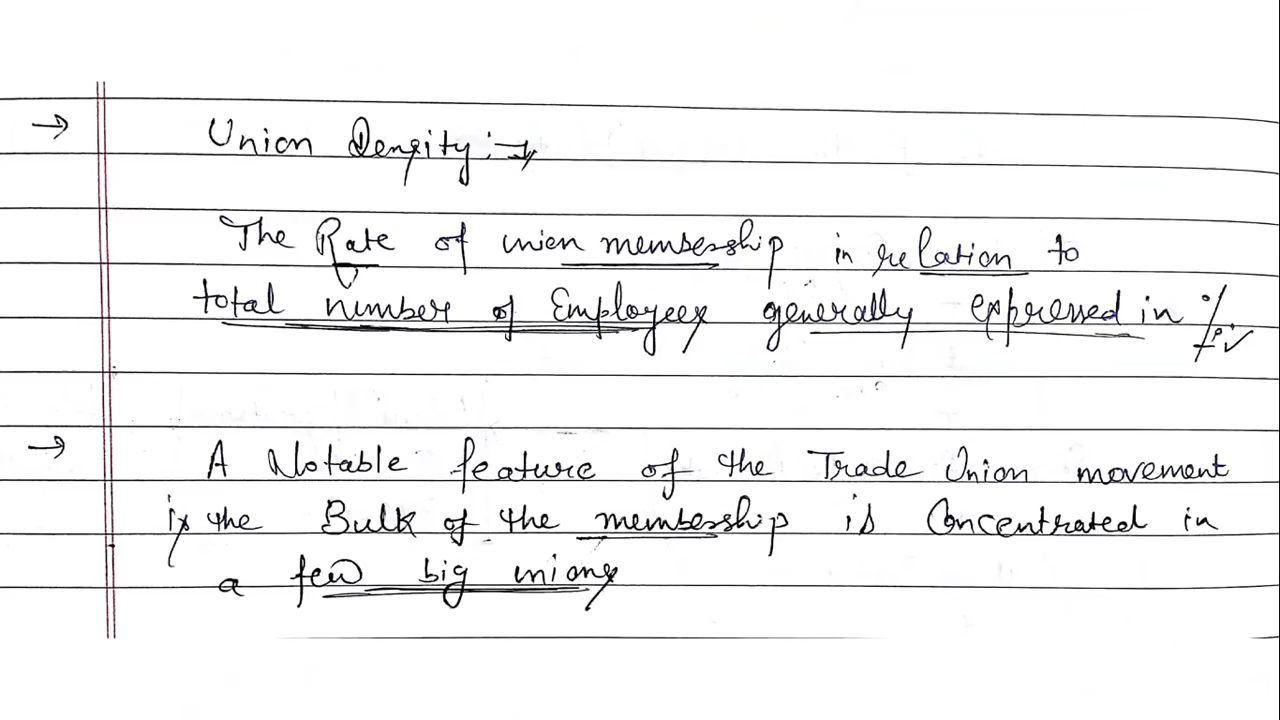 → Union Density :→
The Rate of union membership in relation to
total number of Employees generally expressed in %
→ A Notable feature of the Trade Union movement
is the Bulk of the membership is Concentrated in
a few big unions